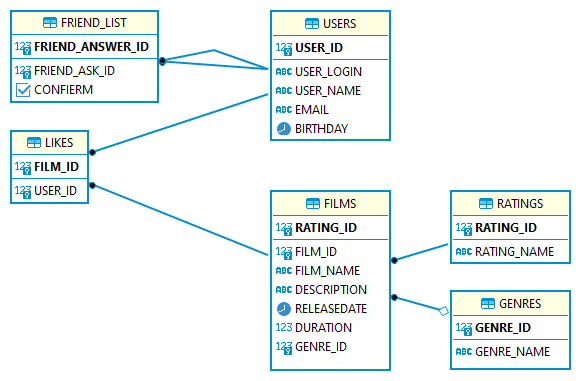 FRIEND_LIST
123 FRIEND_ANSWER_ID
123 FRIEND_ASK_ID
CONFIERM
USERS
123 USER_ID
ABC USER_LOGIN
ABC USER_NAME
ABC EMAIL
BIRTHDAY
LIKES
123 FILM_ID
123 USER_ID
FILMS
123 RATING_ID
123 FILM_ID
ABC FILM_NAME
ABC DESCRIPTION
RELEASEDATE
123 DURATION
123 GENRE_ID
RATINGS
123 RATING_ID
ABC RATING_NAME
GENRES
123 GENRE_ID
ABC GENRE_NAME